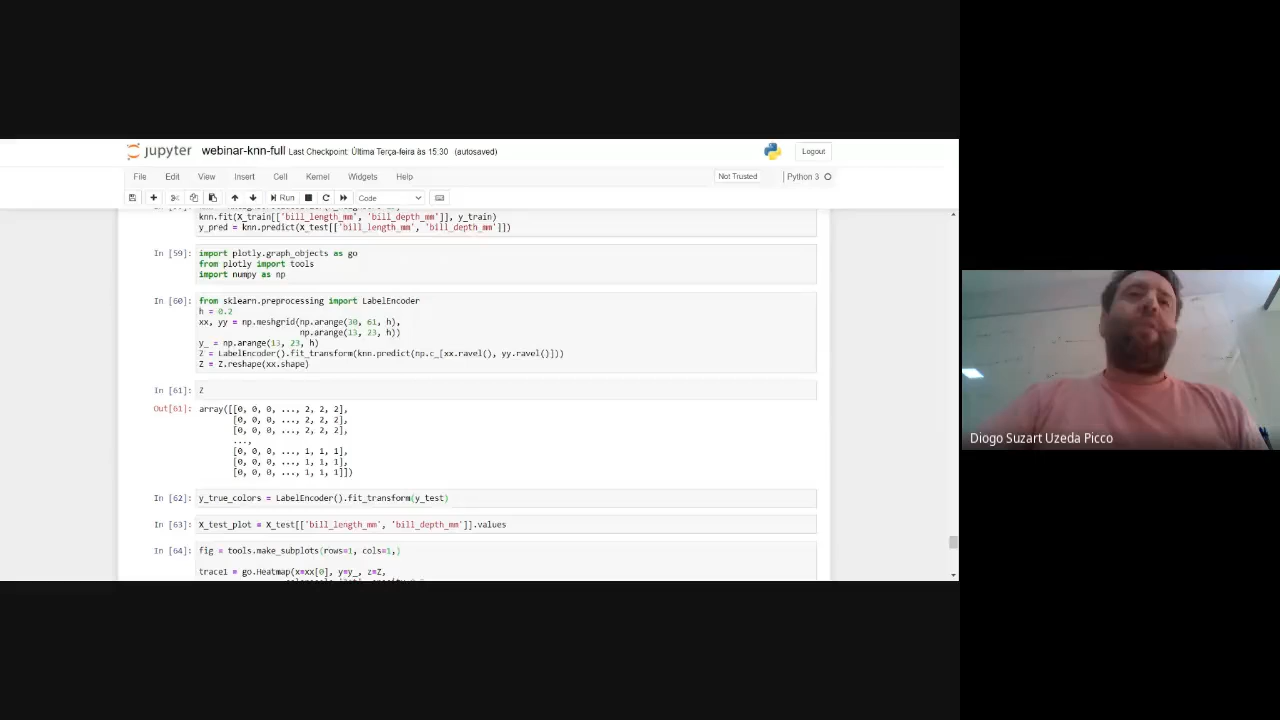 jupyter webinar-knn-full Last Checkpoint: Última Terça-feira às 15:30 (autosaved)
Logout
File Edit View Insert Cell Kernel Widgets Help
Not Trusted
Python 3
Run
Code
knn.fit(X_train[['bill_length_mm', 'bill_depth_mm']], y_train)
y_pred = knn.predict(X_test[['bill_length_mm', 'bill_depth_mm']])
In [59]: import plotly.graph_objects as go
from plotly import tools
import numpy as np
In [60]: from sklearn.preprocessing import LabelEncoder
h = 0.2
xx, yy = np.meshgrid(np.arange(30, 61, h),
np.arange(13, 23, h))
y_ = np.arange(13, 23, h)
Z = LabelEncoder().fit_transform(knn.predict(np.c_[xx.ravel(), yy.ravel()]))
Z = Z.reshape(xx.shape)
In [61]: Z
Out[61]: array([[0, 0, 0, ..., 2, 2, 2],
[0, 0, 0, ..., 2, 2, 2],
[0, 0, 0, ..., 2, 2, 2],
...,
[0, 0, 0, ..., 1, 1, 1],
[0, 0, 0, ..., 1, 1, 1],
[0, 0, 0, ..., 1, 1, 1]])
In [62]: y_true_colors = LabelEncoder().fit_transform(y_test)
In [63]: X_test_plot = X_test[['bill_length_mm', 'bill_depth_mm']].values
In [64]: fig = tools.make_subplots(rows=1, cols=1,)
trace1 = go.Heatmap(x=xx[0], y=y_, z=Z,
Diogo Suzart Uzeda Picco